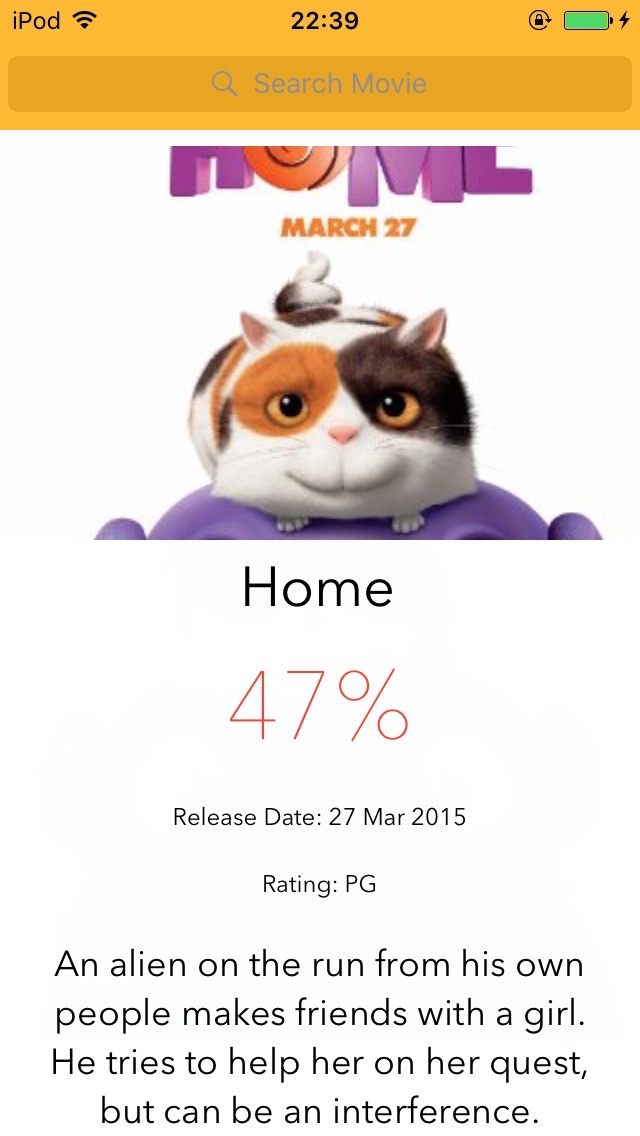 iPod 22:39
Search Movie
HOME
MARCH 27
Home
47%
Release Date: 27 Mar 2015
Rating: PG
An alien on the run from his own
people makes friends with a girl.
He tries to help her on her quest,
but can be an interference.